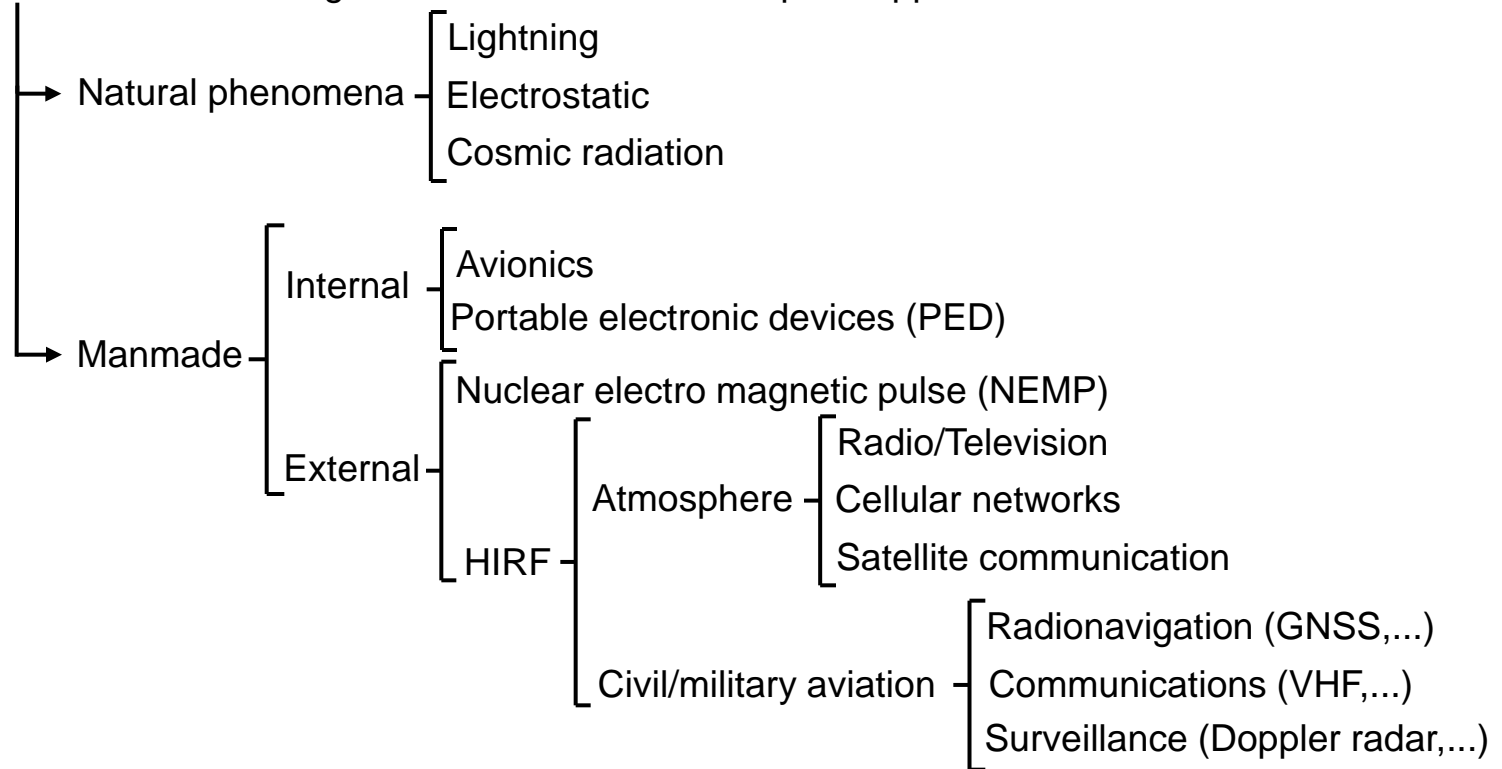 Lightning
Natural phenomena
Electrostatic
Cosmic radiation
Internal
Avionics
Portable electronic devices (PED)
Manmade
Nuclear electro magnetic pulse (NEMP)
External
Radio/Television
Atmosphere
Cellular networks
HIRF
Satellite communication
Radionavigation (GNSS,...)
Civil/military aviation
Communications (VHF,...)
Surveillance (Doppler radar,...)